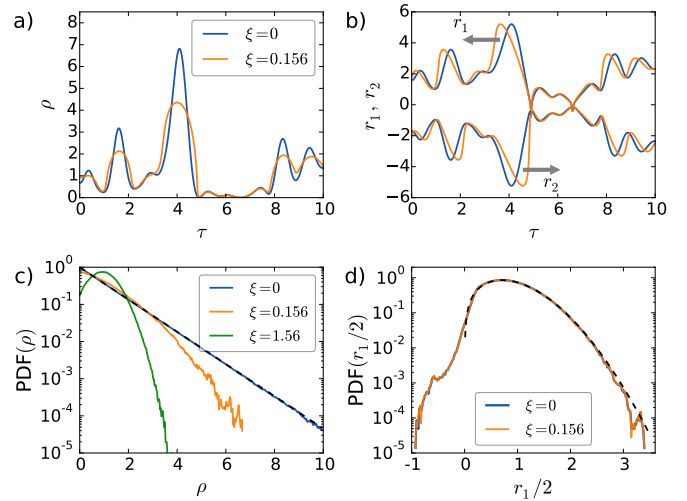 a)
ξ=0
ξ=0.156
ρ
8
7
6
5
4
3
2
1
0
0 2 4 6 8 10
τ
b)
r₁
r₂
r₁, r₂
6
4
2
0
−2
−4
−6
0 2 4 6 8 10
τ
c)
ξ=0
ξ=0.156
ξ=1.56
PDF(ρ)
10⁰
10⁻¹
10⁻²
10⁻³
10⁻⁴
10⁻⁵
0 2 4 6 8 10
ρ
d)
ξ=0
ξ=0.156
PDF(r₁/2)
10⁰
10⁻¹
10⁻²
10⁻³
10⁻⁴
10⁻⁵
-1 0 1 2 3
r₁/2